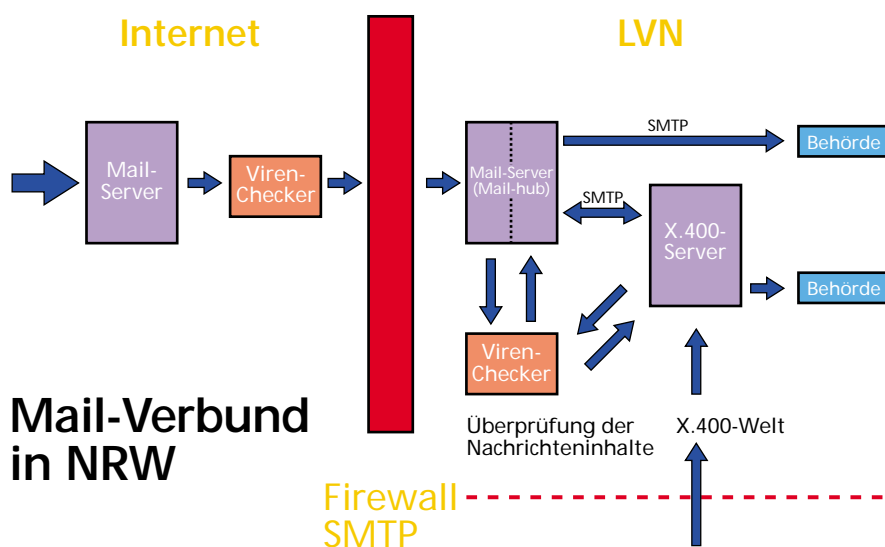 Internet
LVN
Mail-
Server
Viren-
Checker
Mail-Server
(Mail-hub)
SMTP
Behörde
SMTP
X.400-
Server
Behörde
Viren-
Checker
Überprüfung der
Nachrichteninhalte
X.400-Welt
Mail-Verbund
in NRW
Firewall
SMTP